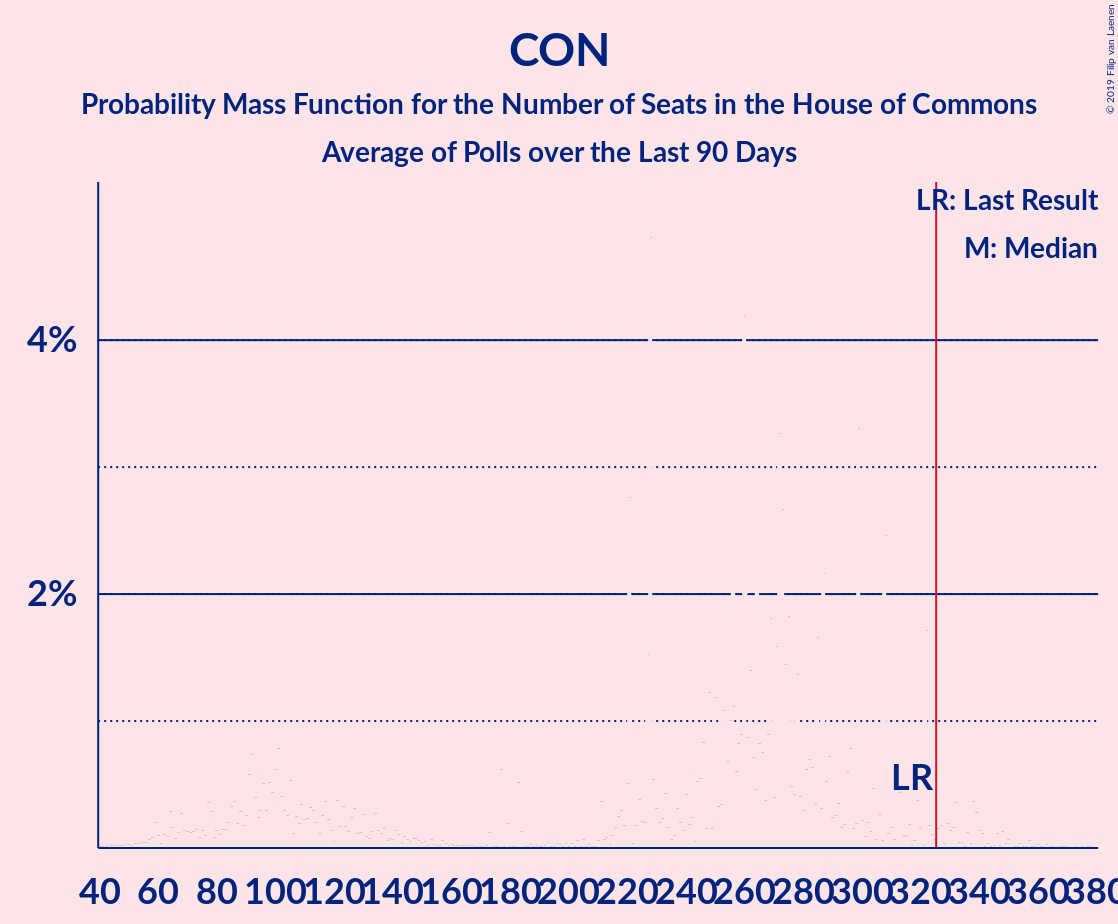 CON
Probability Mass Function for the Number of Seats in the House of Commons
Average of Polls over the Last 90 Days
© 2019 Filip van Laenen
LR: Last Result
M: Median
4%
2%
LR
40 60 80 100 120 140 160 180 200 220 240 260 280 300 320 340 360 380